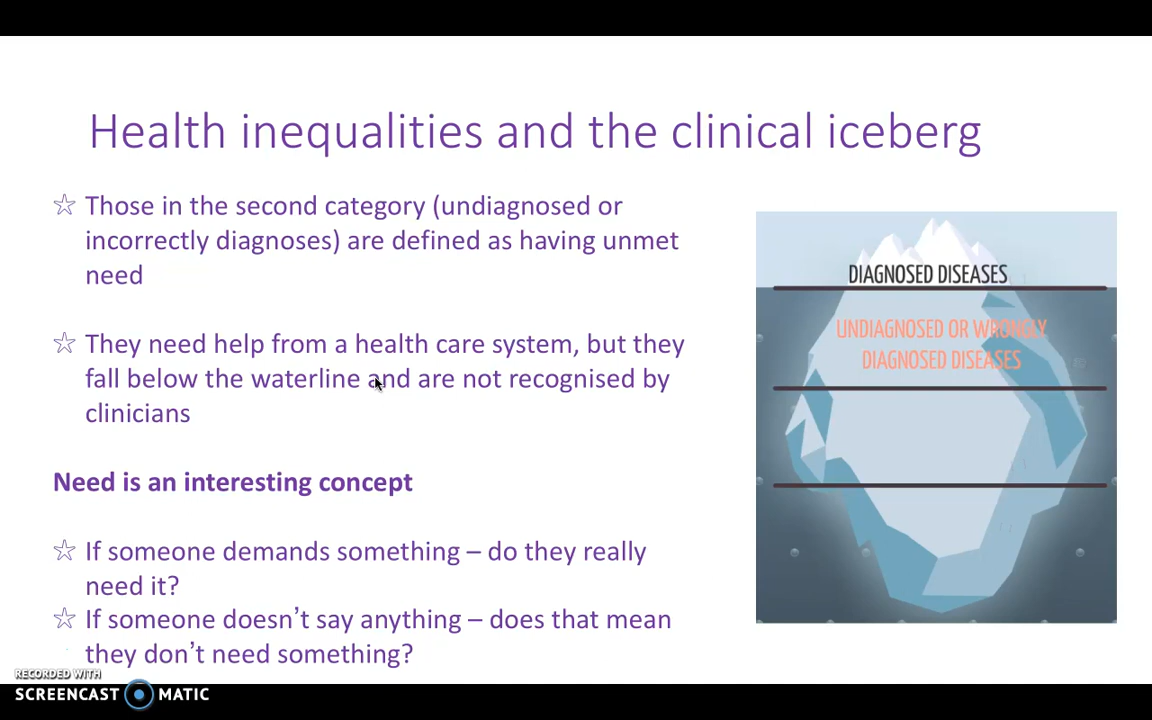 Health inequalities and the clinical iceberg
☆ Those in the second category (undiagnosed or
incorrectly diagnoses) are defined as having unmet
need
☆ They need help from a health care system, but they
fall below the waterline and are not recognised by
clinicians
Need is an interesting concept
☆ If someone demands something – do they really
need it?
☆ If someone doesn’t say anything – does that mean
they don’t need something?
DIAGNOSED DISEASES
UNDIAGNOSED OR WRONGLY
DIAGNOSED DISEASES
RECORDED WITH
SCREENCAST MATIC